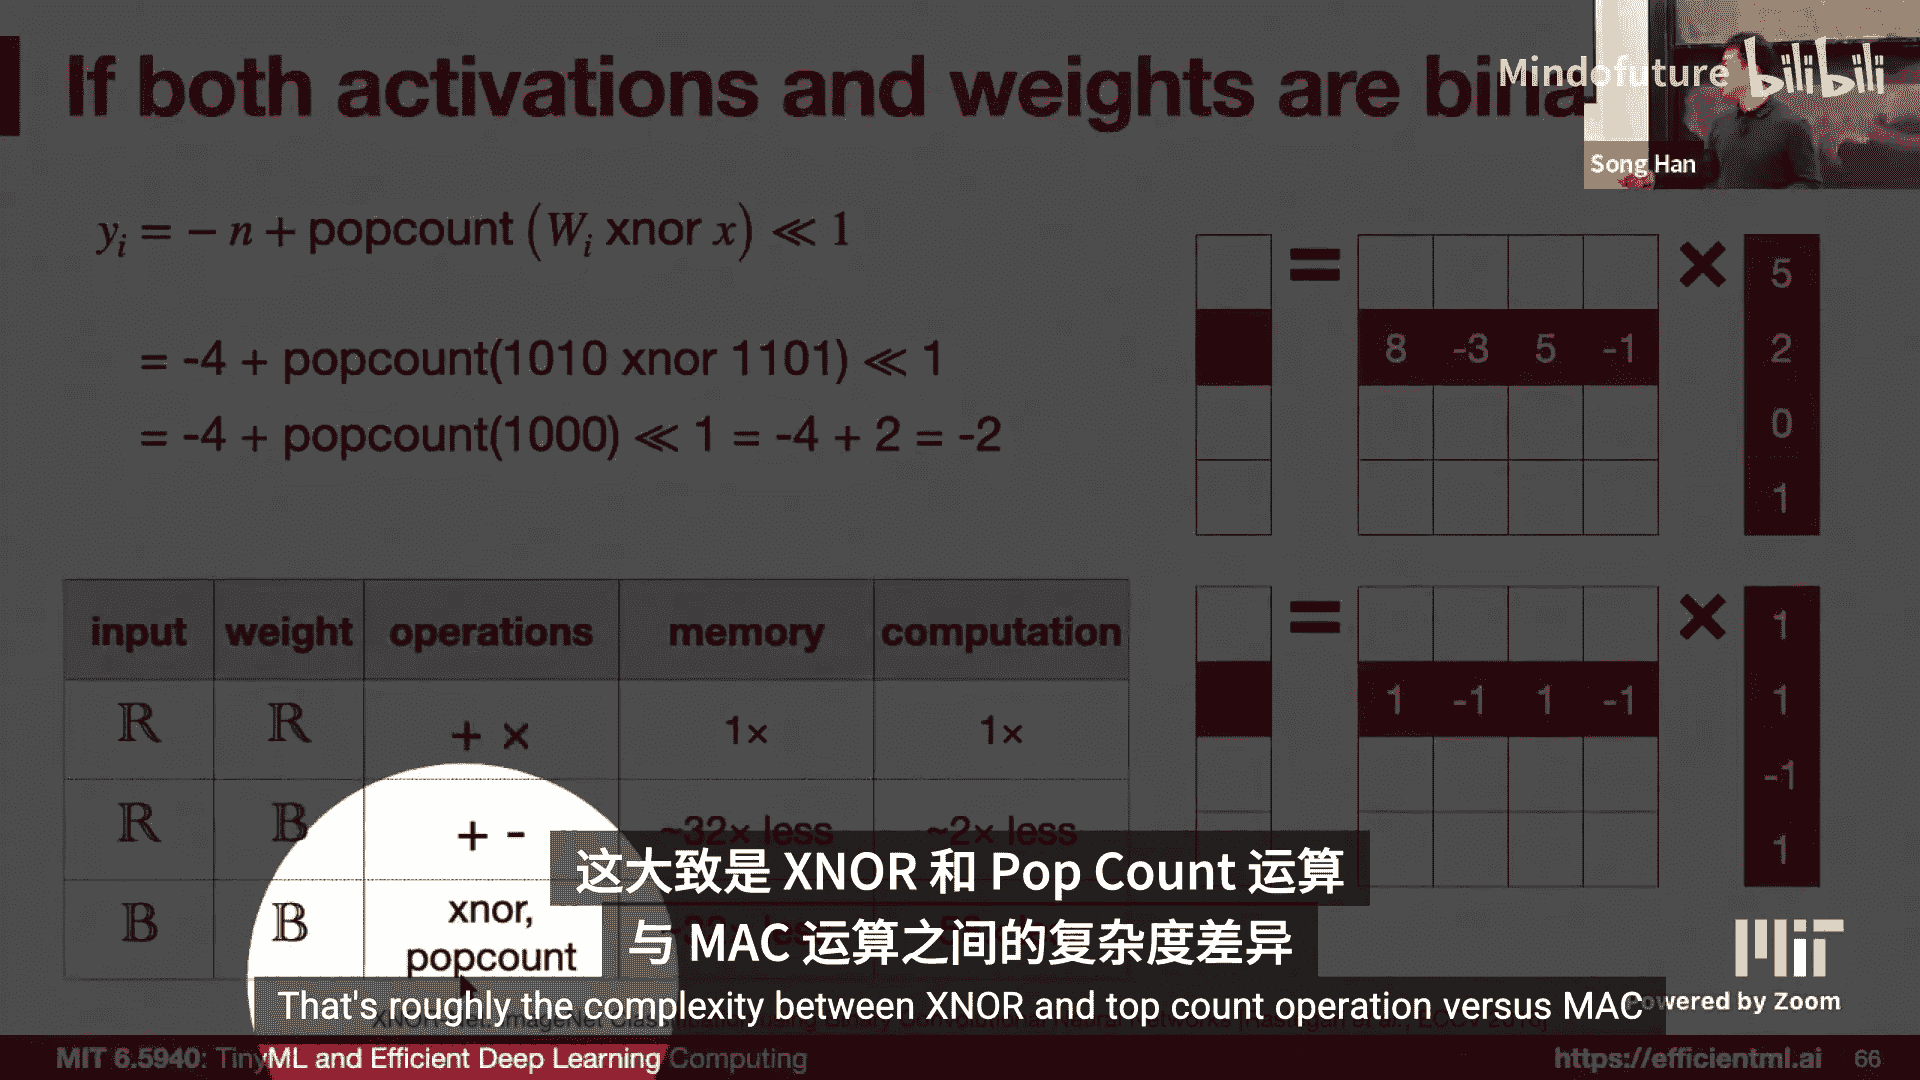 If both activations and weights are bina
Mindofuture bilibili
Song Han
yᵢ = − n + popcount (Wᵢ xnor x) ≪ 1
= -4 + popcount(1010 xnor 1101) ≪ 1
= -4 + popcount(1000) ≪ 1 = -4 + 2 = -2
= × 5
8 -3 5 -1 2
0
1
input weight operations memory computation
ℝ ℝ + × 1× 1×
ℝ 𝔹 + - ~32× less ~2× less
𝔹 𝔹 xnor,
popcount
= × 1
1 -1 1 -1 1
-1
1
这大致是 XNOR 和 Pop Count 运算
与 MAC 运算之间的复杂度差异
That's roughly the complexity between XNOR and top count operation versus MAC
MIT
Powered by Zoom
MIT 6.5940: TinyML and Efficient Deep Learning Computing
https://efficientml.ai 66